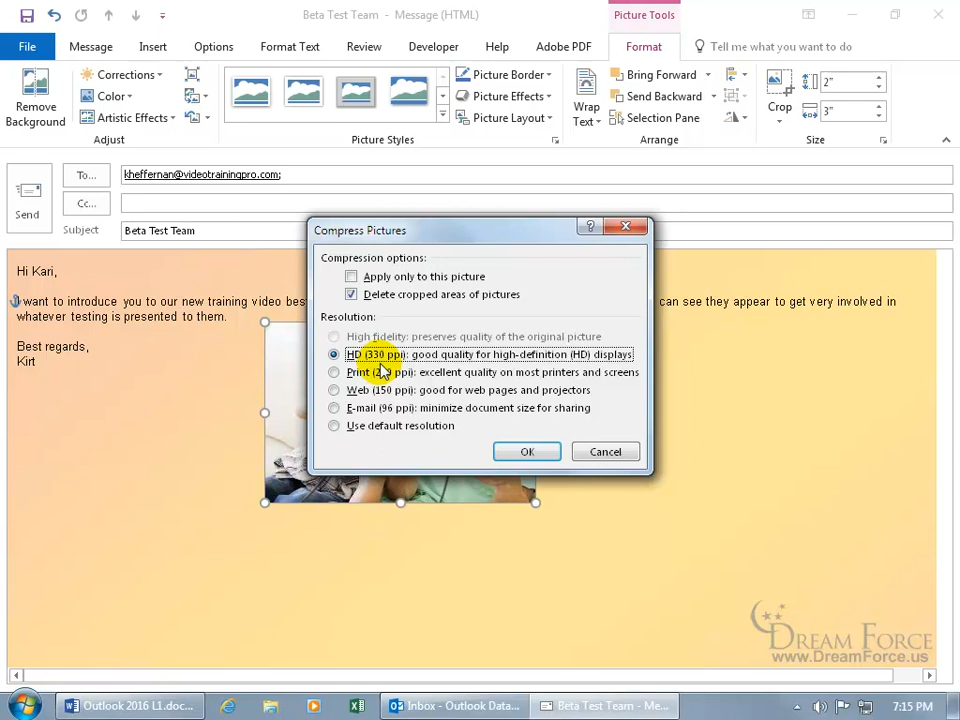 Beta Test Team - Message (HTML)
Picture Tools
File Message Insert Options Format Text Review Developer Help Adobe PDF Format Tell me what you want to do
Remove Background
Corrections
Color
Artistic Effects
Adjust
Picture Styles
Picture Border
Picture Effects
Picture Layout
Wrap Text
Bring Forward
Send Backward
Selection Pane
Arrange
Crop
2"
3"
Size
Send
To... kheffernan@videotrainingpro.com;
Cc...
Subject Beta Test Team
Hi Kari,
I want to introduce you to our new training video bes can see they appear to get very involved in
whatever testing is presented to them.
Best regards,
Kirt
Compress Pictures
Compression options:
Apply only to this picture
Delete cropped areas of pictures
Resolution:
High fidelity: preserves quality of the original picture
HD (330 ppi): good quality for high-definition (HD) displays
Print ppi): excellent quality on most printers and screens
Web (150 ppi): good for web pages and projectors
E-mail (96 ppi): minimize document size for sharing
Use default resolution
OK Cancel
DREAM FORCE
www.DreamForce.us
Outlook 2016 L1.doc...
Inbox - Outlook Data...
Beta Test Team - Me...
7:15 PM